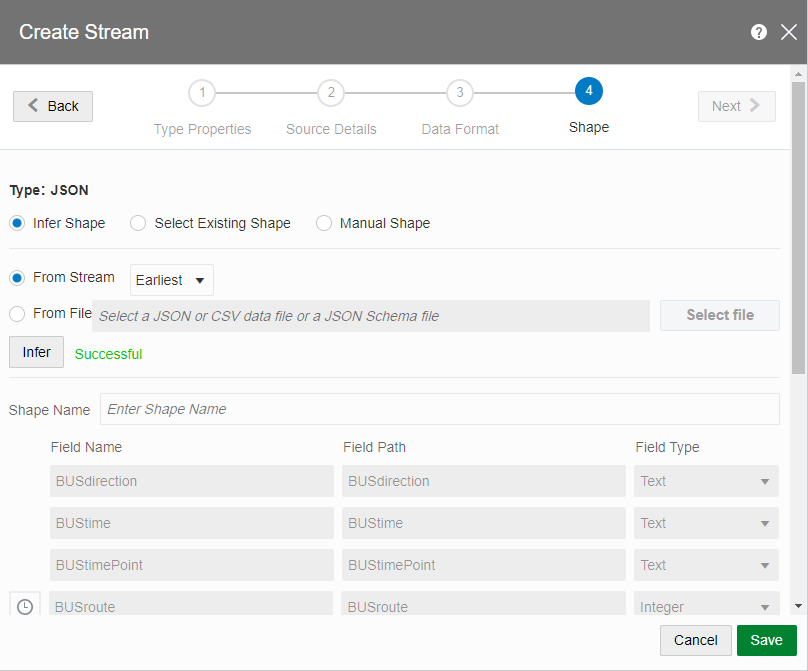 Create Stream
?
Back
1
2
3
4
Next
Type Properties
Source Details
Data Format
Shape
Type: JSON
Infer Shape
Select Existing Shape
Manual Shape
From Stream
Earliest
From File
Select a JSON or CSV data file or a JSON Schema file
Select file
Infer
Successful
Shape Name
Enter Shape Name
Field Name
Field Path
Field Type
BUSdirection
BUSdirection
Text
BUStime
BUStime
Text
BUStimePoint
BUStimePoint
Text
BUSroute
BUSroute
Integer
Cancel
Save